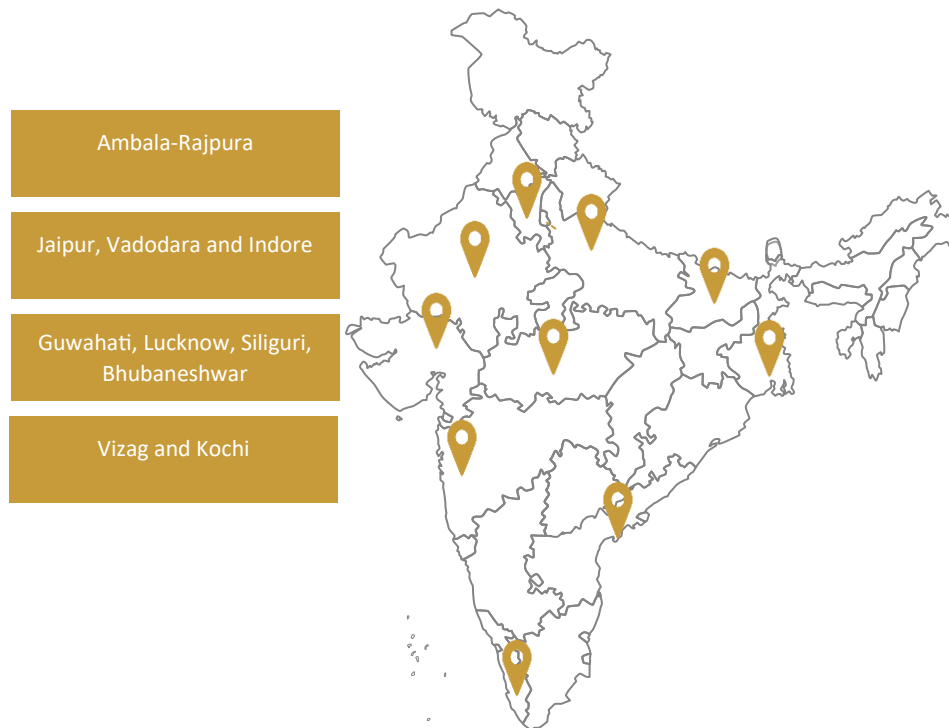 Ambala-Rajpura
Jaipur, Vadodara and Indore
Guwahati, Lucknow, Siliguri,
Bhubaneshwar
Vizag and Kochi